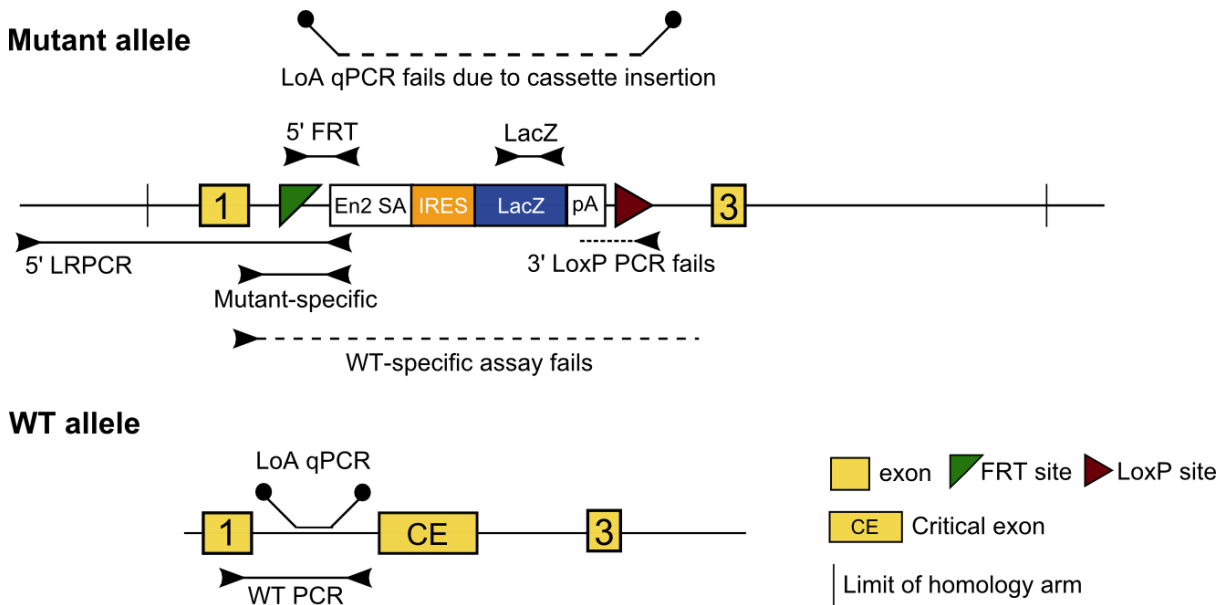 Mutant allele
LoA qPCR fails due to cassette insertion
5' FRT
LacZ
1
En2 SA
IRES
LacZ
pA
3
5' LRPCR
3' LoxP PCR fails
Mutant-specific
WT-specific assay fails
WT allele
LoA qPCR
1
CE
3
WT PCR
exon
FRT site
LoxP site
CE
Critical exon
Limit of homology arm